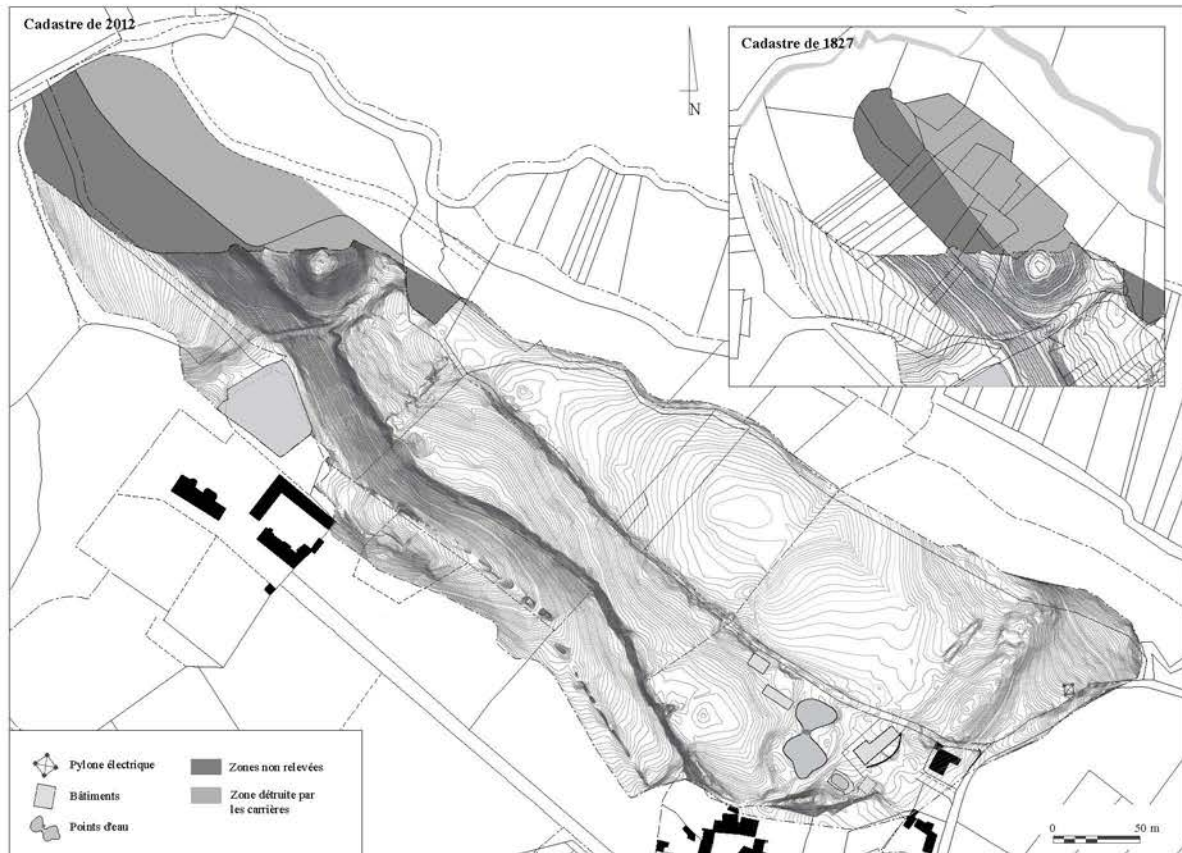 Cadastre de 2012
N
Cadastre de 1827
Pylone électrique
Bâtiments
Points d'eau
Zones non relevées
Zone détruite par
les carrières
0 50 m